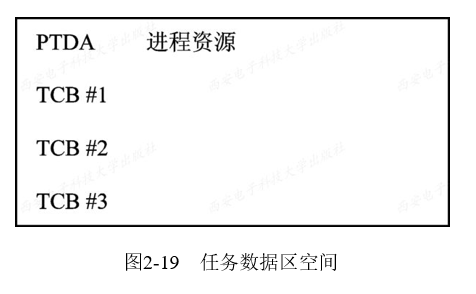 PTDA 进程资源
TCB #1
TCB #2
TCB #3
图2-19 任务数据区空间
西安电子科技大学出版社